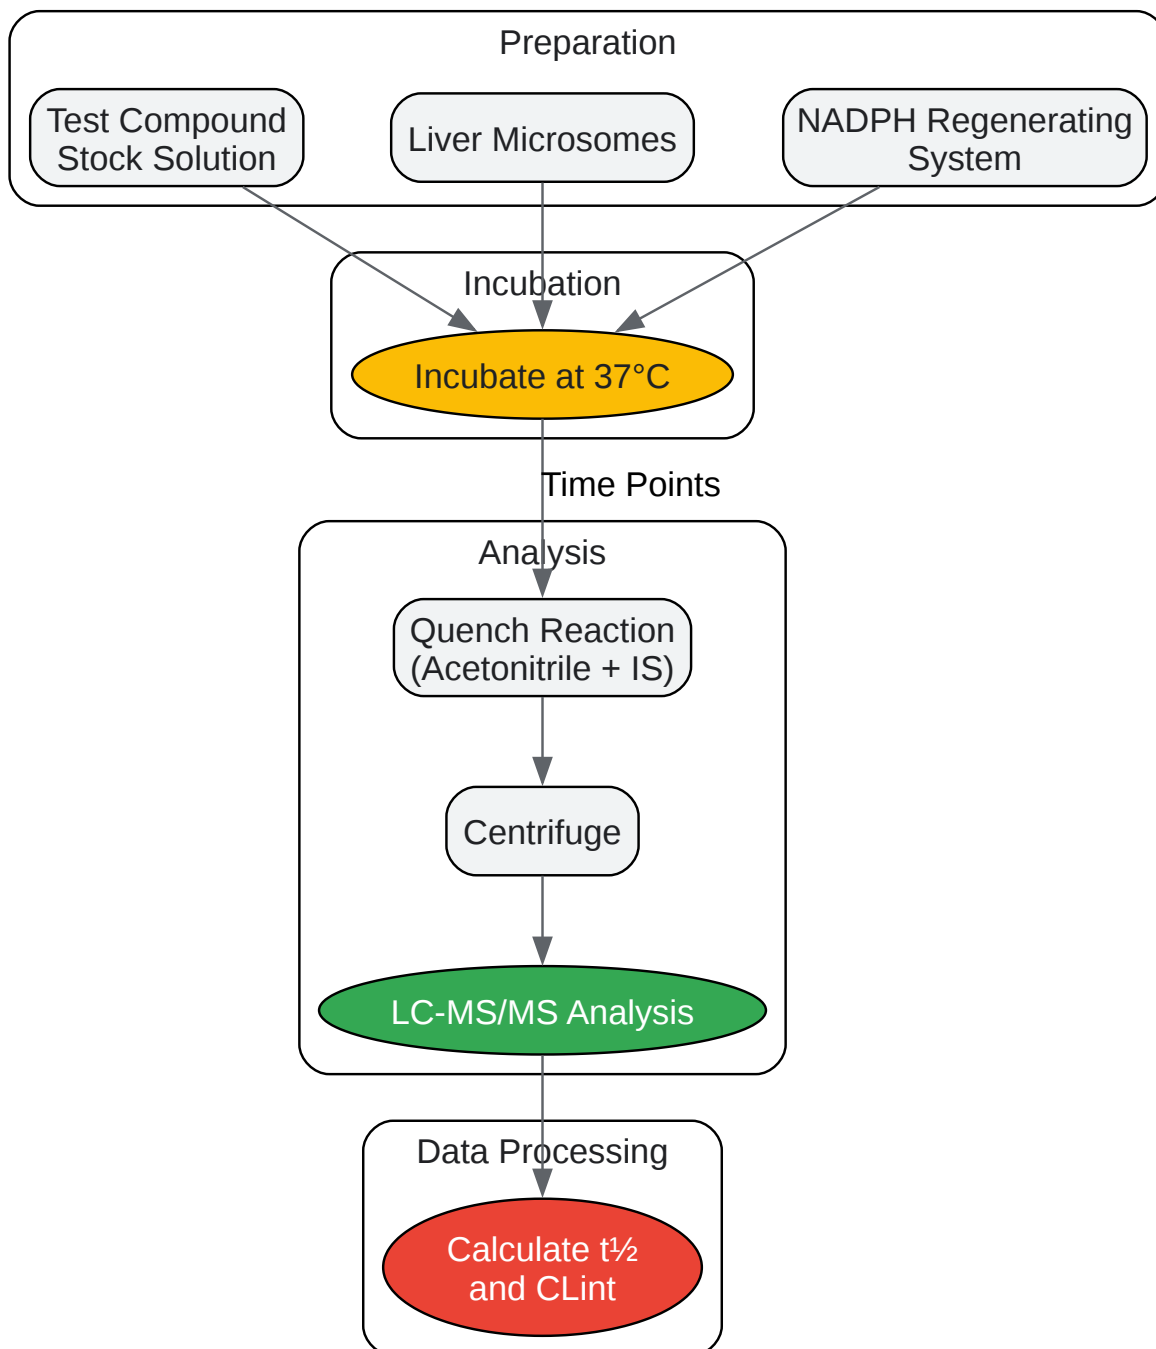 Preparation
Test Compound
Stock Solution
Liver Microsomes
NADPH Regenerating
System
Incubation
Incubate at 37°C
Time Points
Analysis
Quench Reaction
(Acetonitrile + IS)
Centrifuge
LC-MS/MS Analysis
Data Processing
Calculate t½
and CLint